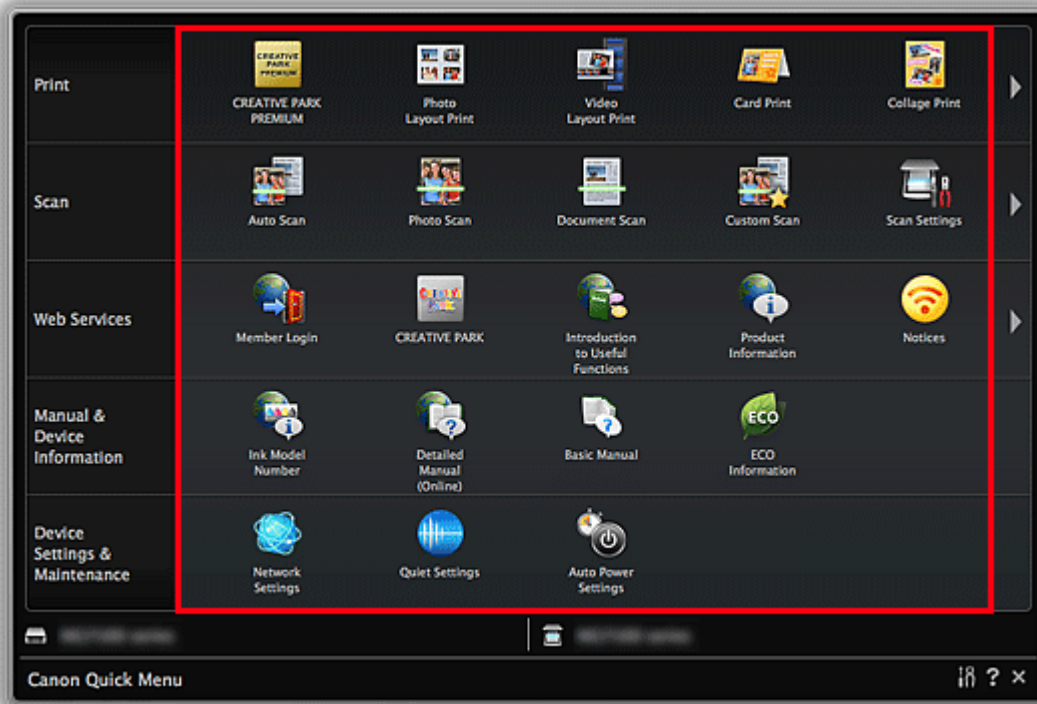 Print
CREATIVE
PARK
PREMIUM
CREATIVE PARK
PREMIUM
Photo
Layout Print
Video
Layout Print
Card Print
Collage Print
Scan
Auto Scan
Photo Scan
Document Scan
Custom Scan
Scan Settings
Web Services
Member Login
CREATIVE
PARK
CREATIVE PARK
Introduction
to Useful
Functions
Product
Information
Notices
Manual &
Device
Information
Ink Model
Number
Detailed
Manual
(Online)
Basic Manual
ECO
ECO
Information
Device
Settings &
Maintenance
Network
Settings
Quiet Settings
Auto Power
Settings
Canon Quick Menu
?